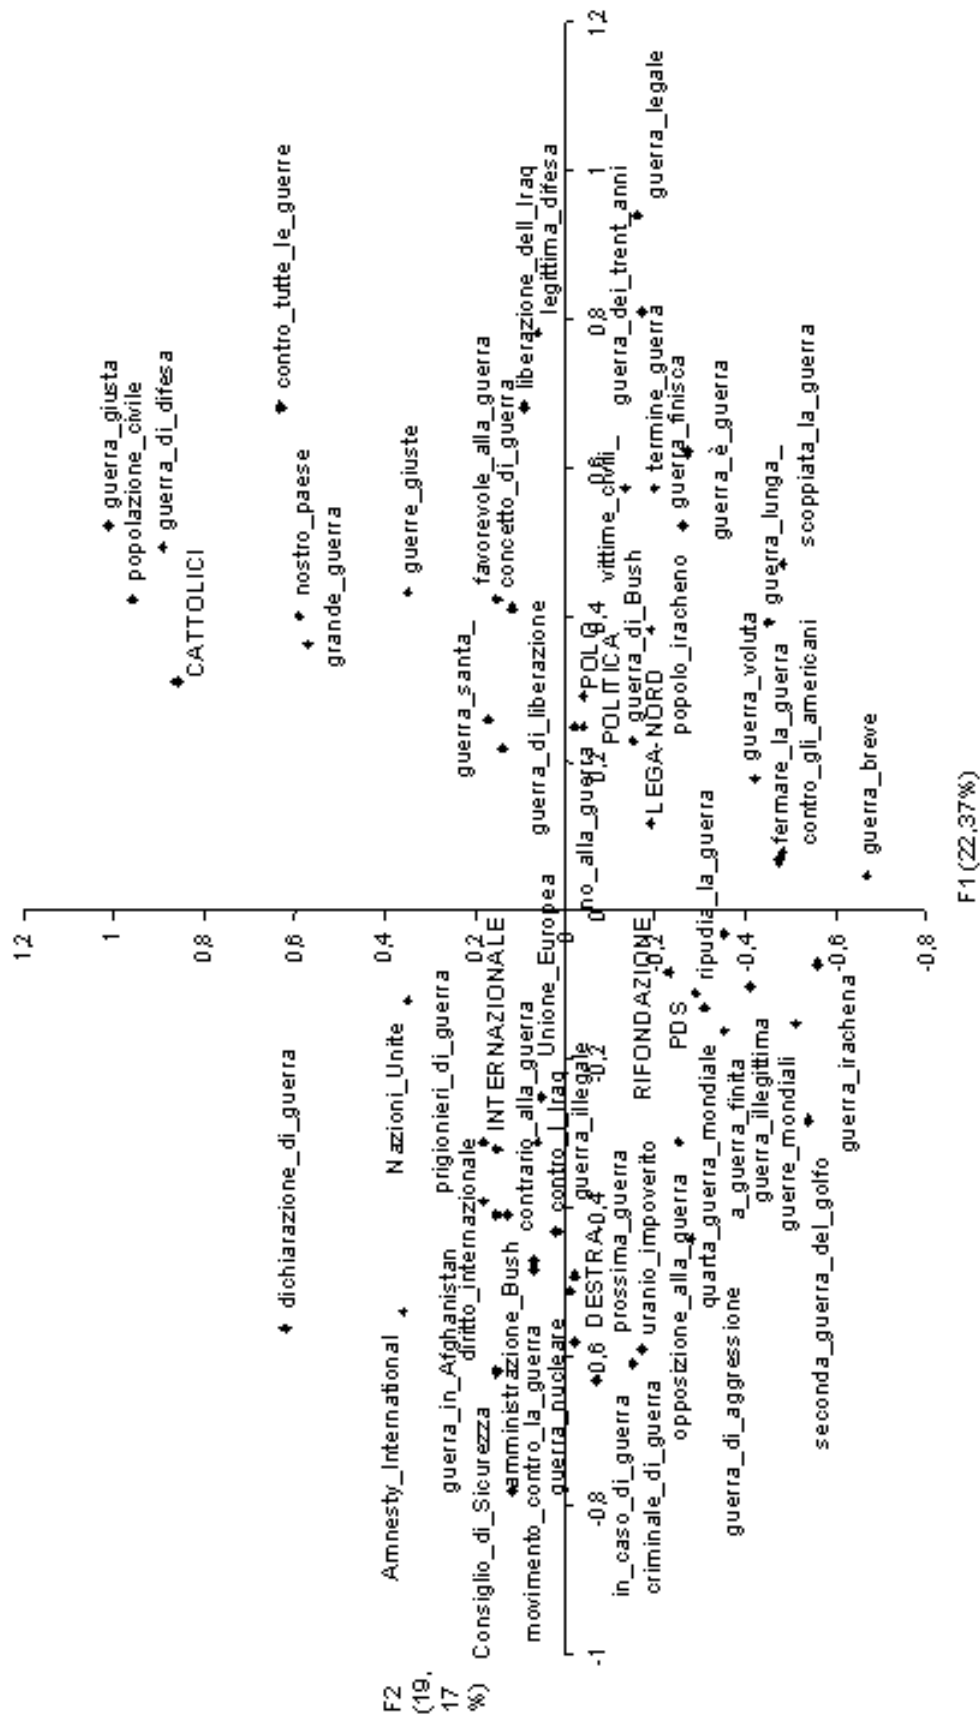 F2
(19,
17
%)
1,2
1
0,8
0,6
0,4
0,2
0
-0,2
-0,4
-0,6
-0,8
-1
-0,8
-0,6
-0,4
-0,2
0
0,2
0,4
0,6
0,8
1
1,2
F1 (22,37%)
guerra_giusta
popolazione_civile
guerra_di_difesa
CATTOLICI
contro_tutte_le_guerre
dichiarazione_di_guerra
nostro_paese
grande_guerra
Amnesty_International
Nazioni_Unite
guerre_giuste
prigionieri_di_guerra
guerra_in_Afghanistan
diritto_internazionale
guerra_santa_
favorevole_alla_guerra
Consiglio_di_Sicurezza
INTERNAZIONALE
concetto_di_guerra
amministrazione_Bush
contrario_alla_guerra
guerra_di_liberazione
liberazione_dell_Iraq
movimento_contro_la_guerra
Unione_Europea
legittima_difesa
guerra_nucleare
contro_l_Iraq
guerra_illegale
no_alla_guerra
POLO
DESTRA
POLITICA
vittime_civili_
in_caso_di_guerra
prossima_guerra
guerra_di_Bush
guerra_dei_trent_anni
criminale_di_guerra
uranio_impoverito
RIFONDAZIONE
LEGA-NORD
termine_guerra
guerra_legale
opposizione_alla_guerra
PDS
popolo_iracheno
guerra_finisca
quarta_guerra_mondiale
ripudia_la_guerra
guerra_è_guerra
guerra_di_aggressione
a_guerra_finita
guerra_illegittima
guerra_voluta
guerra_lunga_
guerre_mondiali
fermare_la_guerra
contro_gli_americani
scoppiata_la_guerra
seconda_guerra_del_golfo
guerra_irachena
guerra_breve